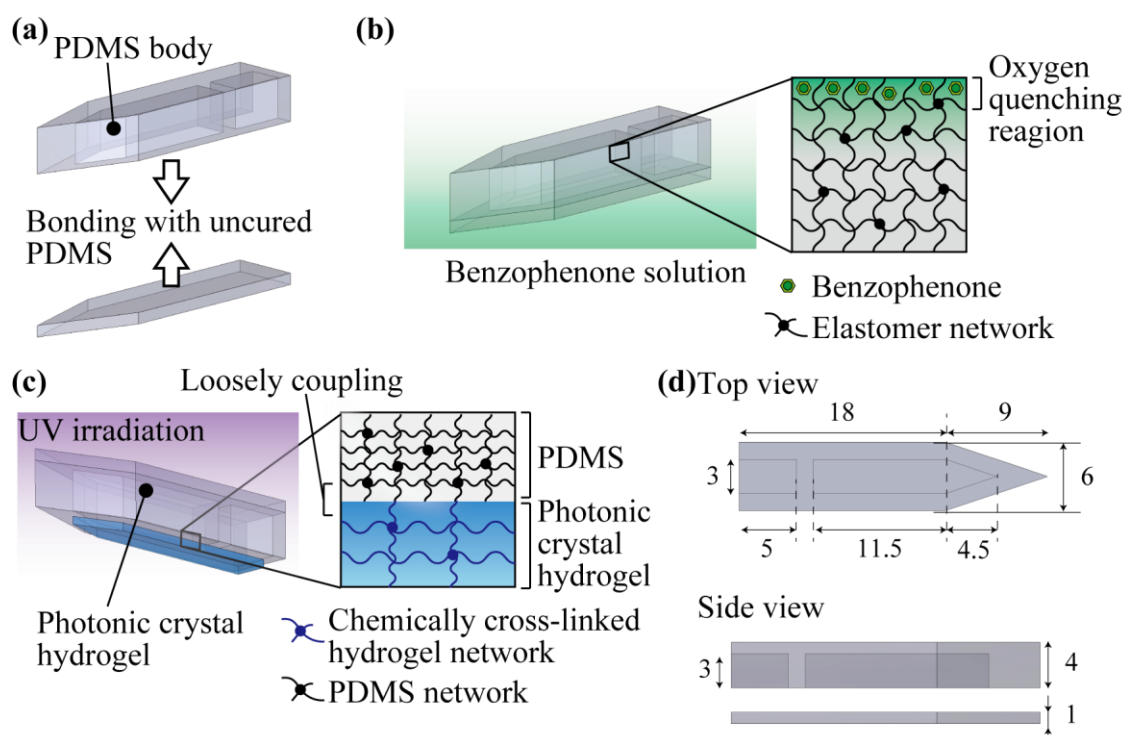 (a)
PDMS body
Bonding with uncured
PDMS
(b)
Oxygen
quenching
reagion
Benzophenone solution
Benzophenone
Elastomer network
(c)
Loosely coupling
UV irradiation
PDMS
Photonic
crystal
hydrogel
Photonic crystal
hydrogel
Chemically cross-linked
hydrogel network
PDMS network
(d) Top view
18
9
3
6
5
11.5
4.5
Side view
3
4
1